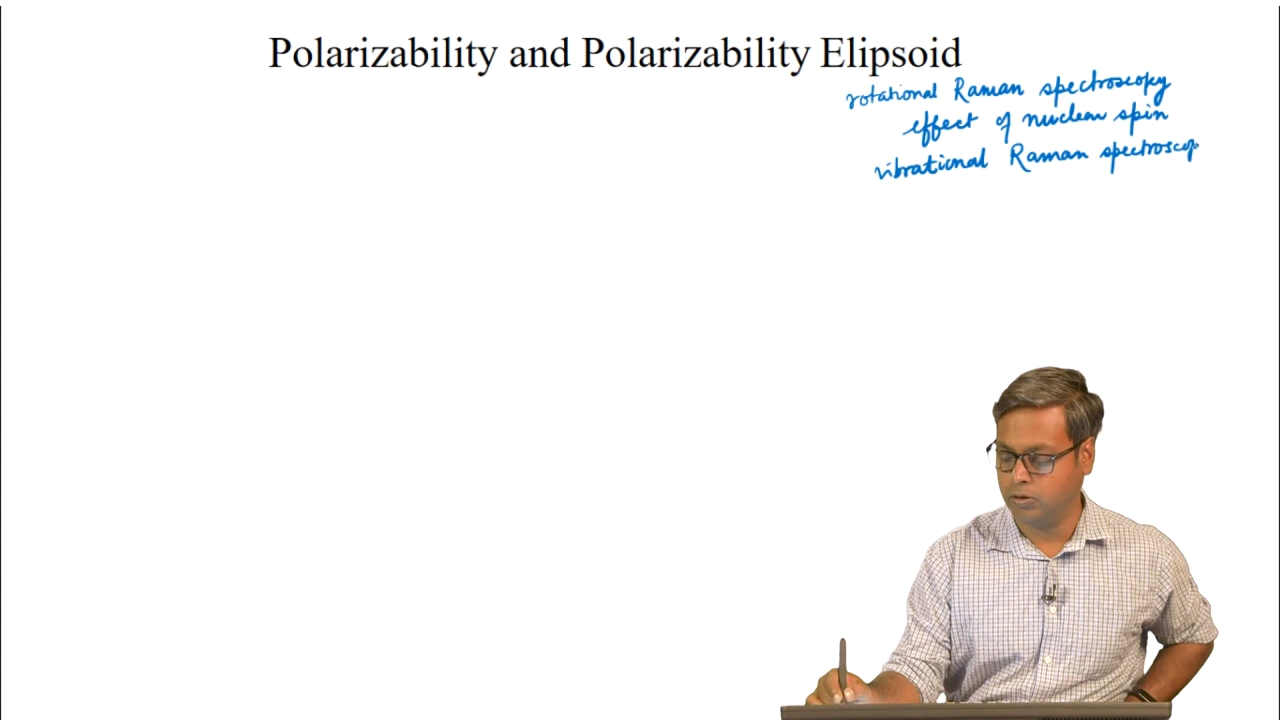 Polarizability and Polarizability Elipsoid
rotational Raman spectroscopy
effect of nuclear spin
vibrational Raman spectroscop